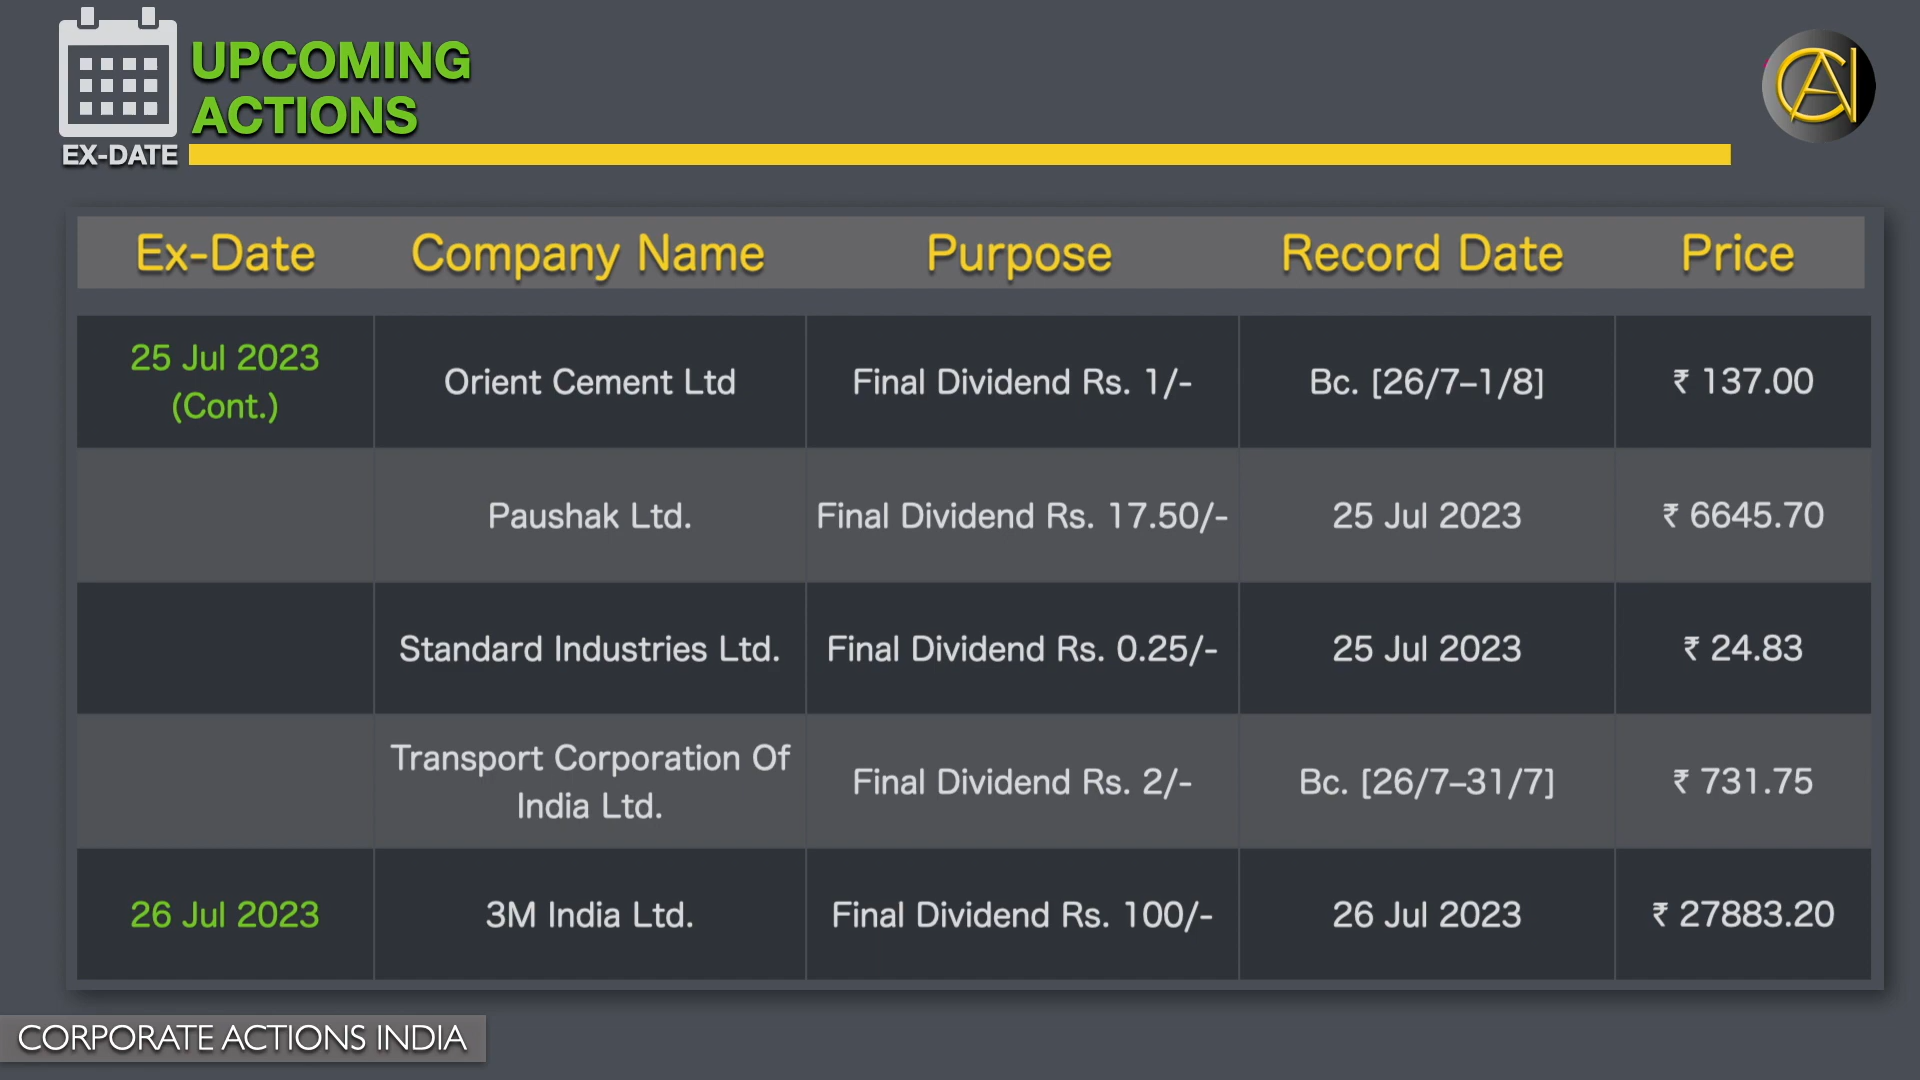 UPCOMING
ACTIONS
EX-DATE
CAI
Ex-Date Company Name Purpose Record Date Price
25 Jul 2023
(Cont.)
Orient Cement Ltd Final Dividend Rs. 1/- Bc. [26/7–1/8] ₹ 137.00
Paushak Ltd. Final Dividend Rs. 17.50/- 25 Jul 2023 ₹ 6645.70
Standard Industries Ltd. Final Dividend Rs. 0.25/- 25 Jul 2023 ₹ 24.83
Transport Corporation Of
India Ltd.
Final Dividend Rs. 2/- Bc. [26/7–31/7] ₹ 731.75
26 Jul 2023 3M India Ltd. Final Dividend Rs. 100/- 26 Jul 2023 ₹ 27883.20
CORPORATE ACTIONS INDIA